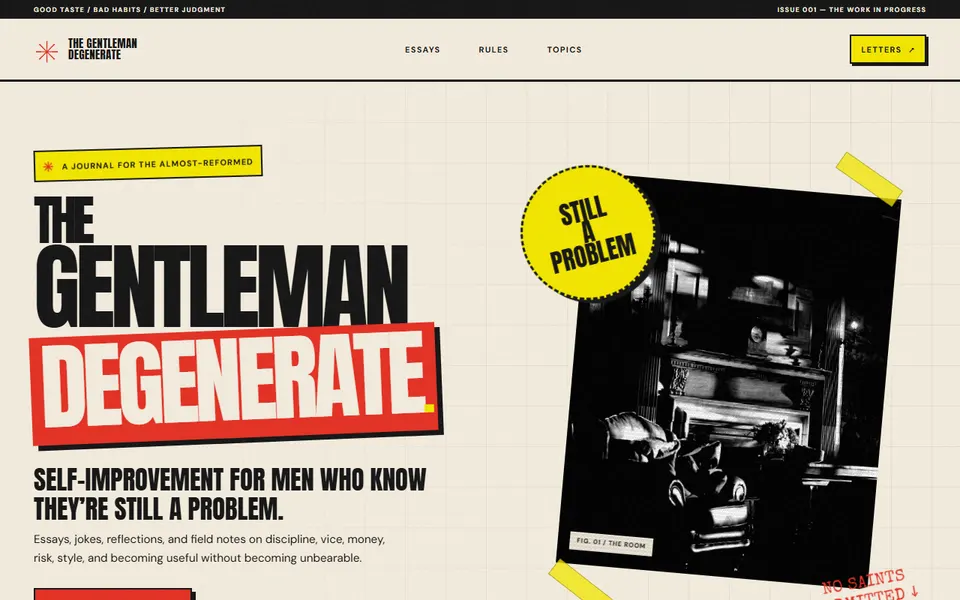 GOOD TASTE / BAD HABITS / BETTER JUDGMENT
ISSUE 001 — THE WORK IN PROGRESS
THE GENTLEMAN
DEGENERATE
ESSAYS
RULES
TOPICS
LETTERS ↗
A JOURNAL FOR THE ALMOST-REFORMED
THE
GENTLEMAN
DEGENERATE.
SELF-IMPROVEMENT FOR MEN WHO KNOW
THEY’RE STILL A PROBLEM.
Essays, jokes, reflections, and field notes on discipline, vice, money,
risk, style, and becoming useful without becoming unbearable.
STILL
A
PROBLEM
FIG. 01 / THE ROOM
NO SAINTS